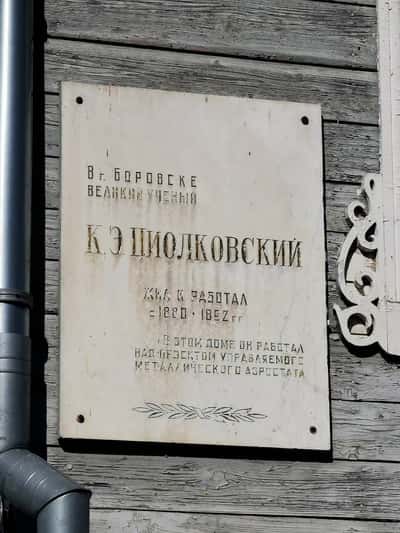 В г. БОРОВСКЕ
ВЕЛИКИЙ УЧЕНЫЙ
К.Э.ЦИОЛКОВСКИЙ
ЖИЛ И РАБОТАЛ
с 1880 - 1892 гг
В ЭТОМ ДОМЕ ОН РАБОТАЛ
НАД ПРОЕКТОМ УПРАВЛЯЕМОГО
МЕТАЛЛИЧЕСКОГО АЭРОСТАТА